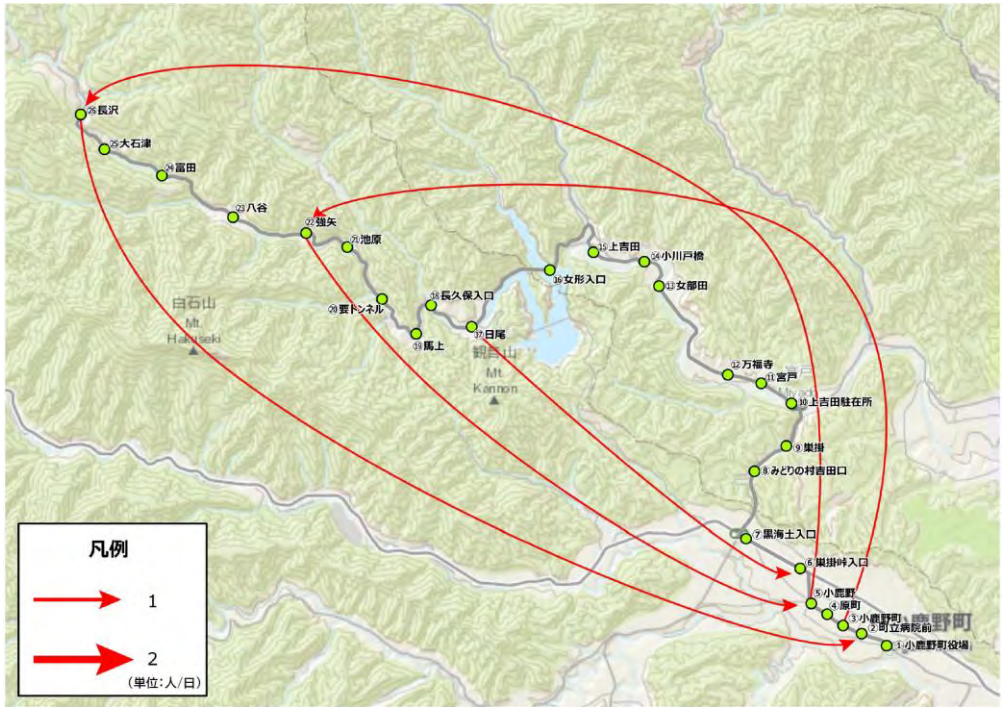 ㉖長沢
㉕大石津
㉔富田
㉓八谷
㉒強矢
㉑池原
⑳要トンネル
⑲馬上
⑱長久保入口
⑰日尾
⑯女形入口
⑮上吉田
⑭小川戸橋
⑬女部田
⑫万福寺
⑪宮戸
⑩上吉田駐在所
⑨巣掛
⑧みどりの村吉田口
⑦黒海土入口
⑥巣掛峠入口
⑤小鹿野
④原町
③小鹿野町
②町立病院前
①小鹿野町役場
小鹿野町
白石山
Mt.
Hakuseki
観音山
Mt.
Kannon
凡例
1
2
(単位：人/日)